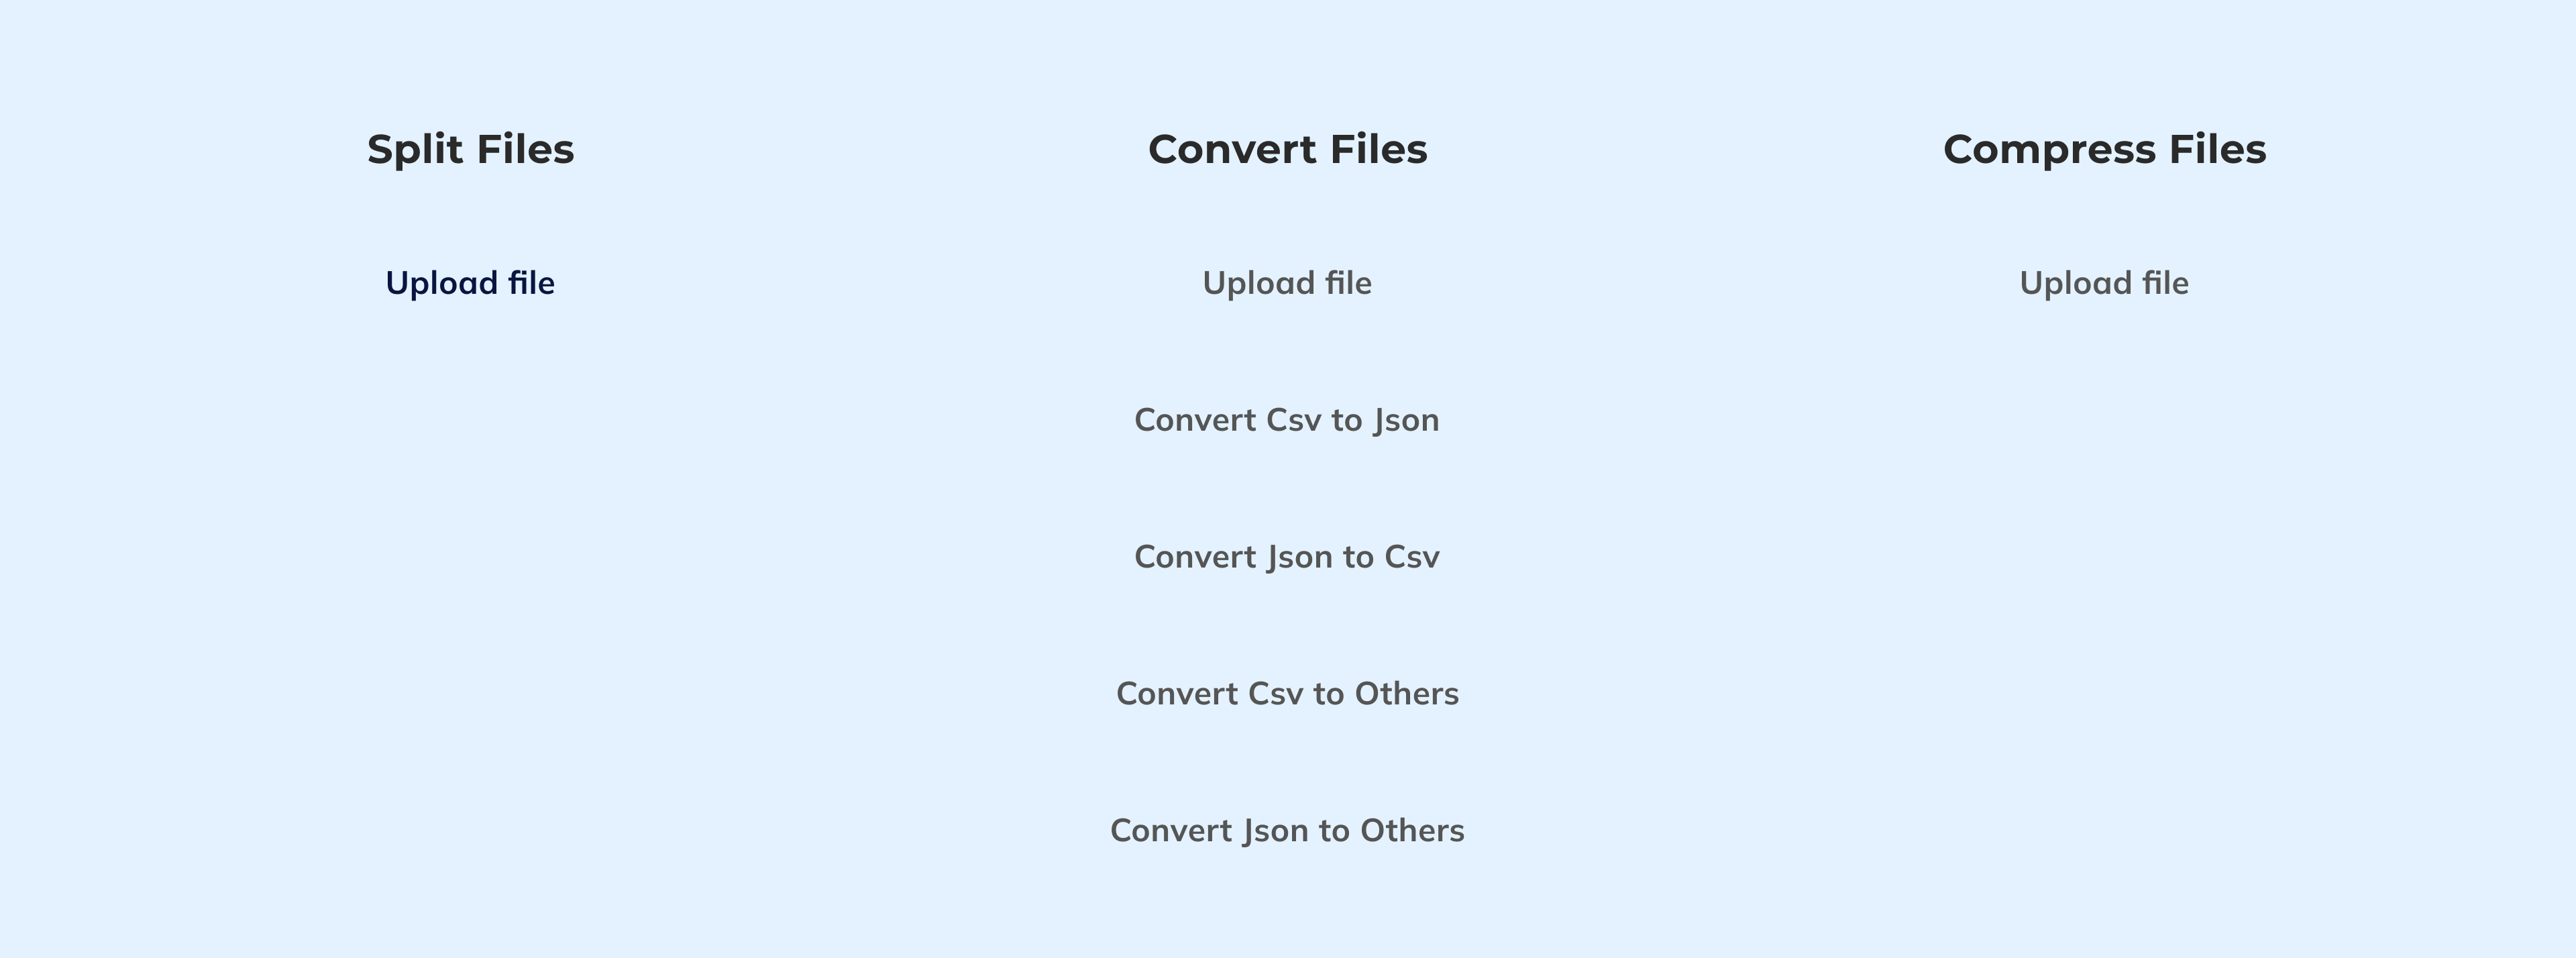 Split Files
Upload file
Convert Files
Upload file
Convert Csv to Json
Convert Json to Csv
Convert Csv to Others
Convert Json to Others
Compress Files
Upload file